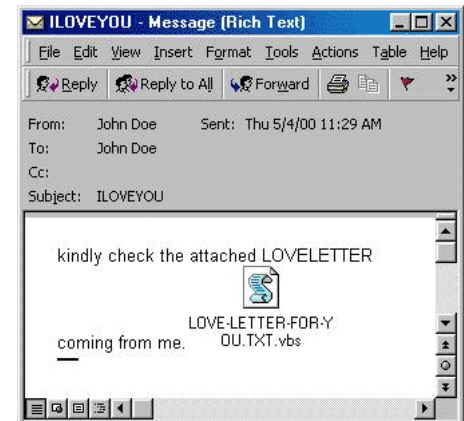 ILOVEYOU - Message (Rich Text)
File Edit View Insert Format Tools Actions Table Help
Reply Reply to All Forward »
From: John Doe Sent: Thu 5/4/00 11:29 AM
To: John Doe
Cc:
Subject: ILOVEYOU
kindly check the attached LOVELETTER
LOVE-LETTER-FOR-Y
coming from me. OU.TXT.vbs